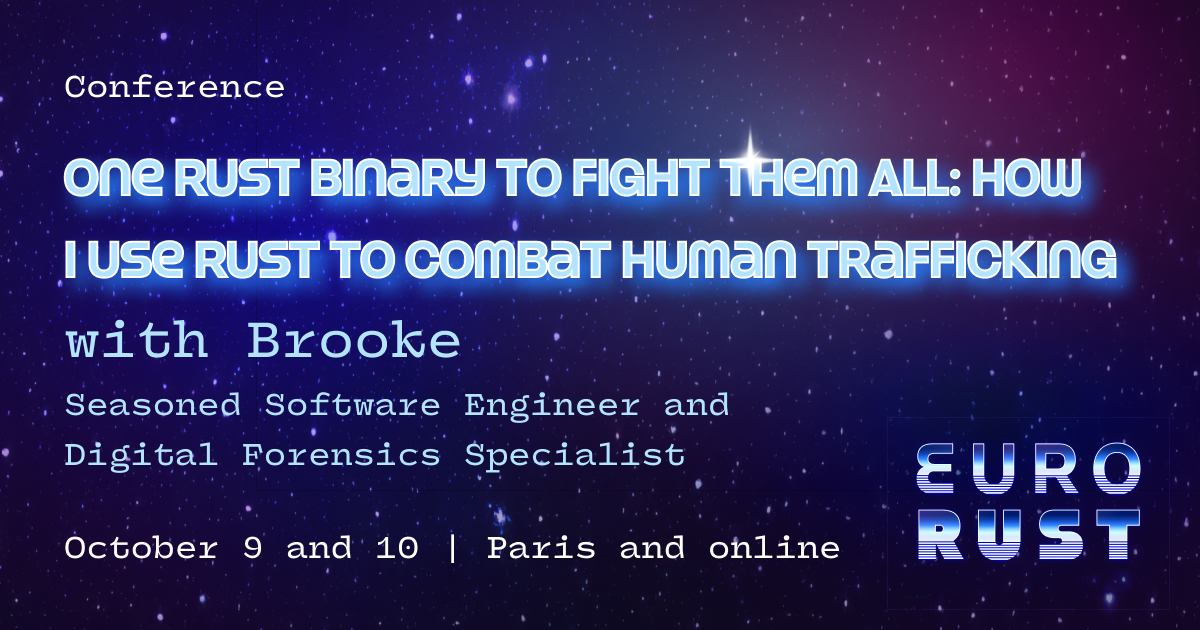 Conference
One Rust Binary to Fight Them All: How
I Use Rust to Combat Human Trafficking
with Brooke
Seasoned Software Engineer and
Digital Forensics Specialist
October 9 and 10 | Paris and online
EURO
RUST